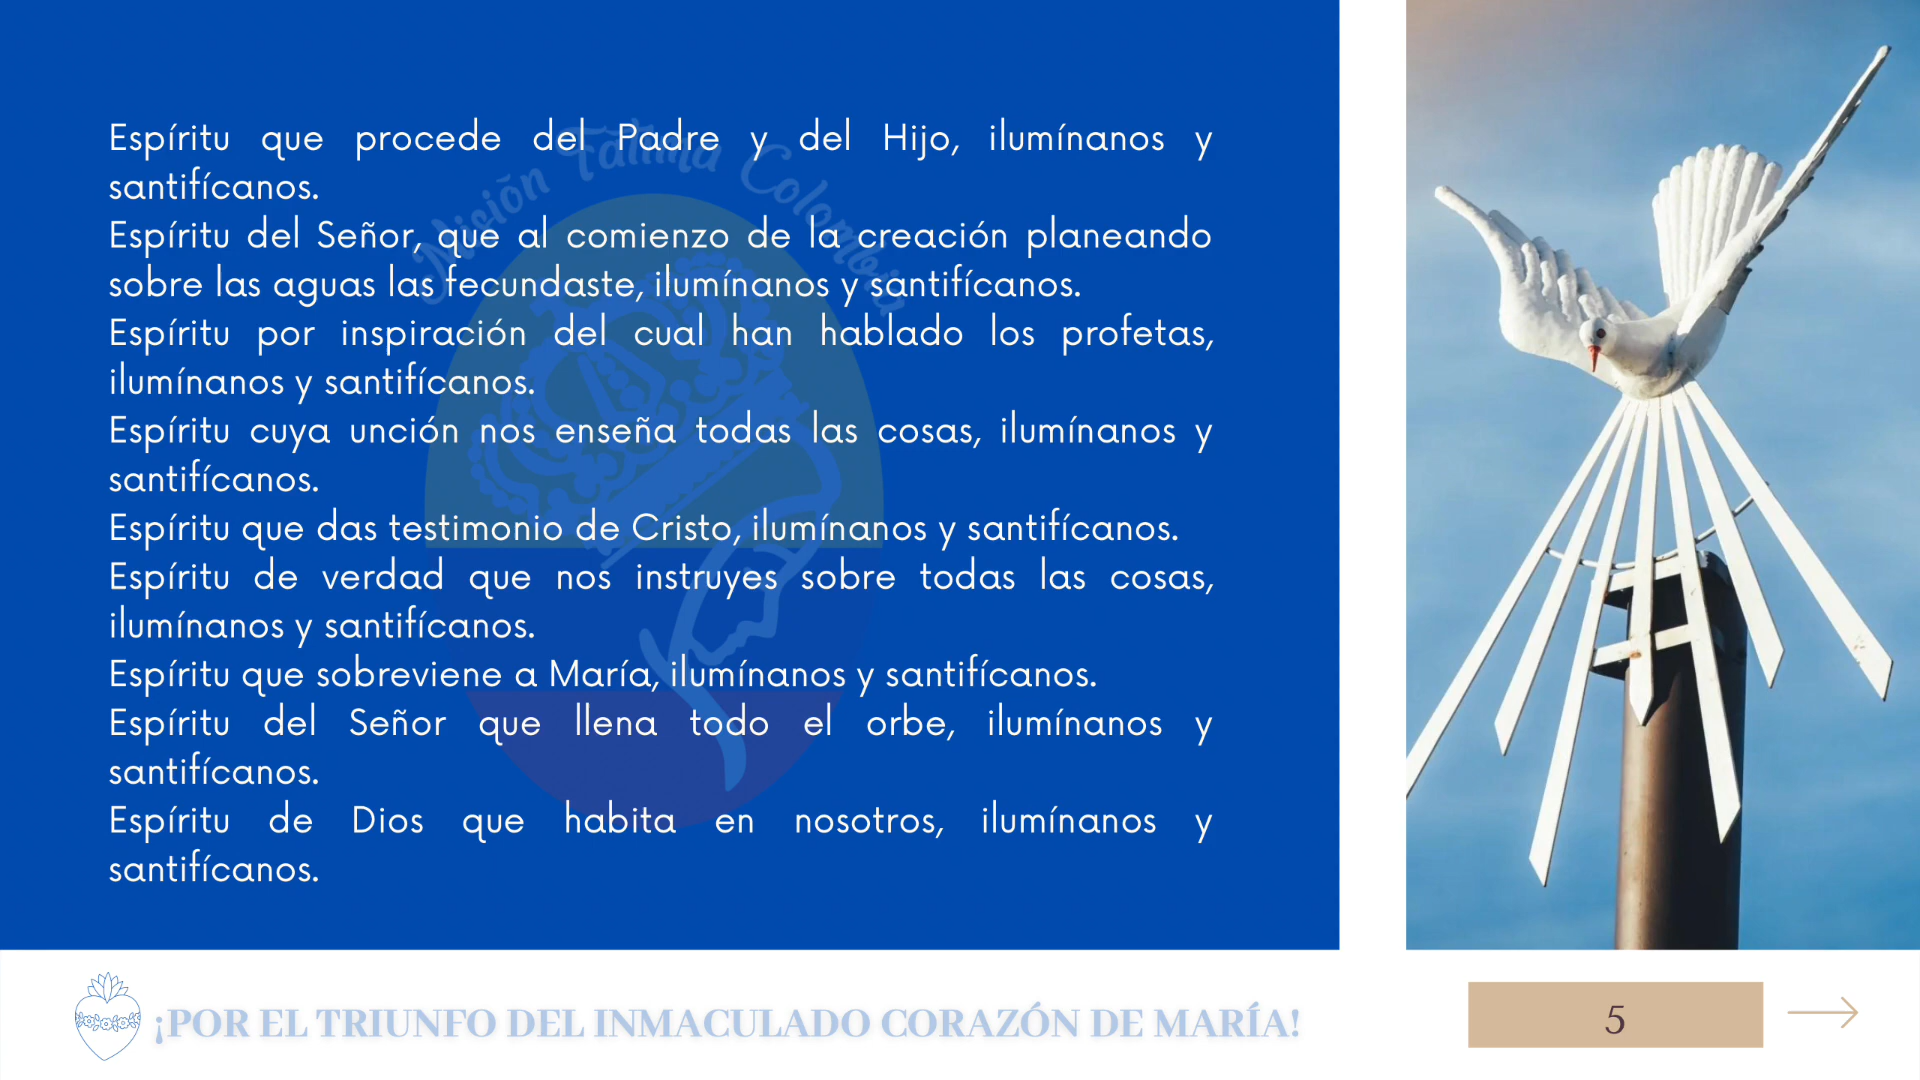 Misión Fátima Colombia
Espíritu que procede del Padre y del Hijo, ilumínanos y
santifícanos.
Espíritu del Señor, que al comienzo de la creación planeando
sobre las aguas las fecundaste, ilumínanos y santifícanos.
Espíritu por inspiración del cual han hablado los profetas,
ilumínanos y santifícanos.
Espíritu cuya unción nos enseña todas las cosas, ilumínanos y
santifícanos.
Espíritu que das testimonio de Cristo, ilumínanos y santifícanos.
Espíritu de verdad que nos instruyes sobre todas las cosas,
ilumínanos y santifícanos.
Espíritu que sobreviene a María, ilumínanos y santifícanos.
Espíritu del Señor que llena todo el orbe, ilumínanos y
santifícanos.
Espíritu de Dios que habita en nosotros, ilumínanos y
santifícanos.
¡POR EL TRIUNFO DEL INMACULADO CORAZÓN DE MARÍA!
5